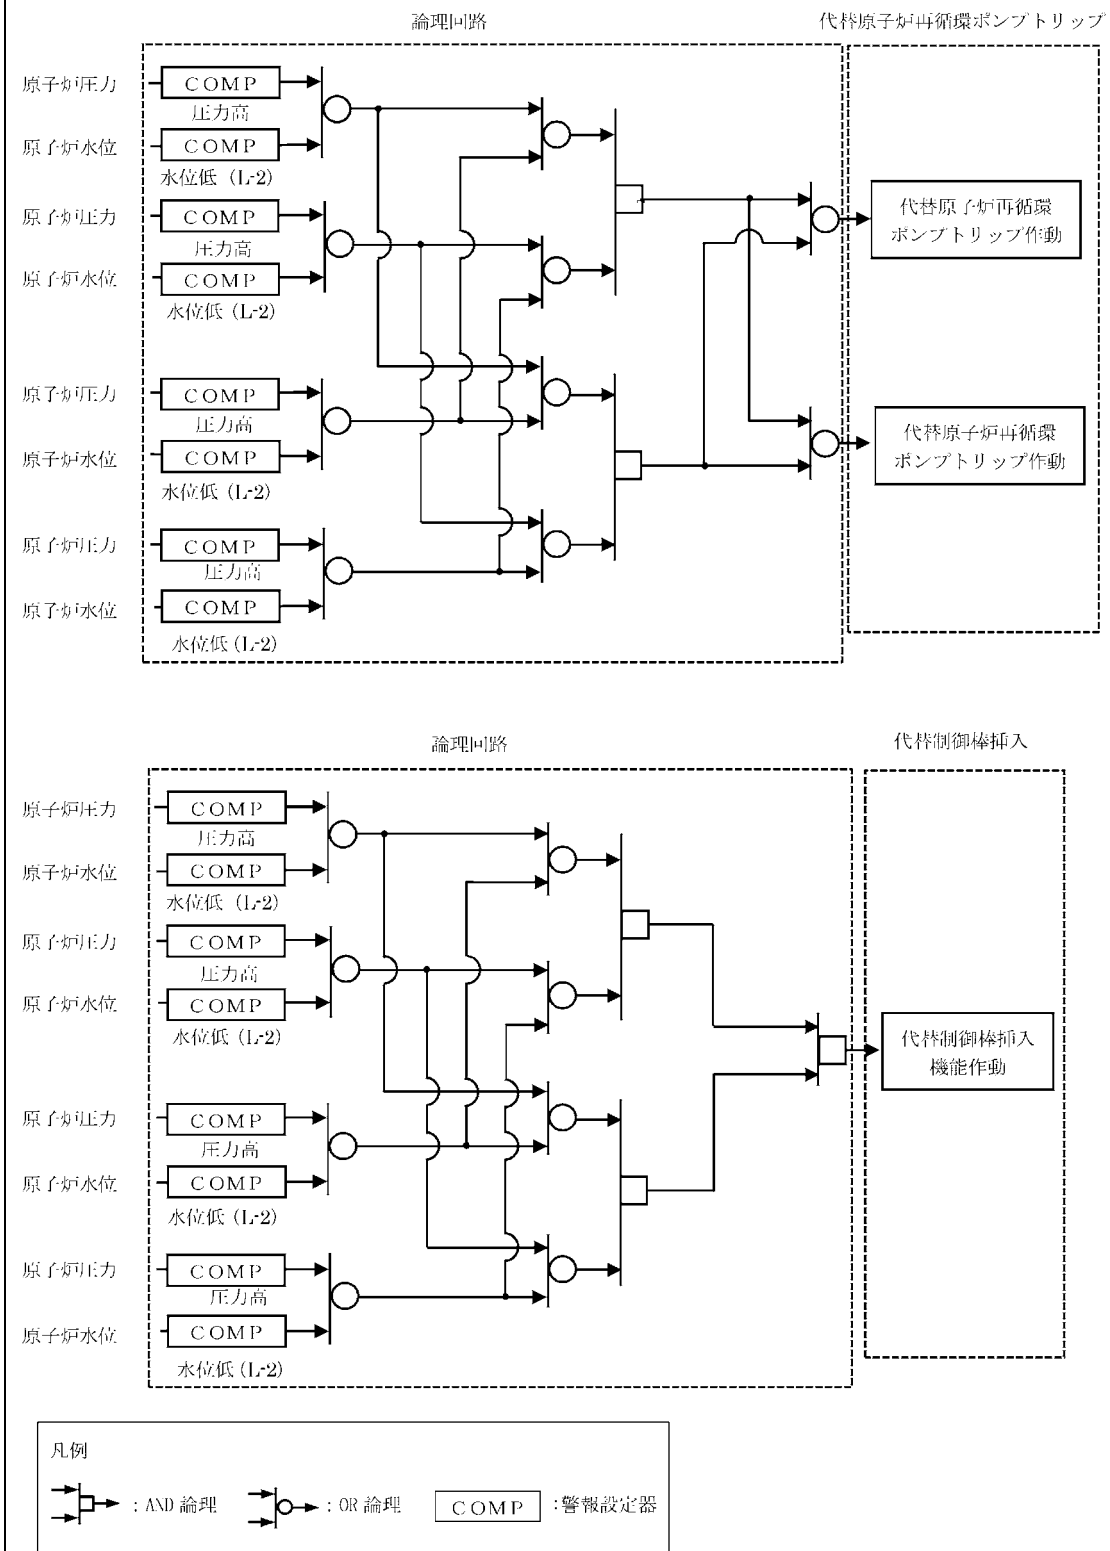 論理回路
代替原子炉再循環ポンプトリップ
原子炉圧力
COMP
圧力高
原子炉水位
COMP
水位低 (L-2)
原子炉圧力
COMP
圧力高
原子炉水位
COMP
水位低 (L-2)
原子炉圧力
COMP
圧力高
原子炉水位
COMP
水位低 (L-2)
原子炉圧力
COMP
圧力高
原子炉水位
COMP
水位低 (L-2)
代替原子炉再循環
ポンプトリップ作動
代替原子炉再循環
ポンプトリップ作動
論理回路
代替制御棒挿入
原子炉圧力
COMP
圧力高
原子炉水位
COMP
水位低 (L-2)
原子炉圧力
COMP
圧力高
原子炉水位
COMP
水位低 (L-2)
原子炉圧力
COMP
圧力高
原子炉水位
COMP
水位低 (L-2)
原子炉圧力
COMP
圧力高
原子炉水位
COMP
水位低 (L-2)
代替制御棒挿入
機能作動
凡例
: AND 論理
: OR 論理
COMP
:警報設定器